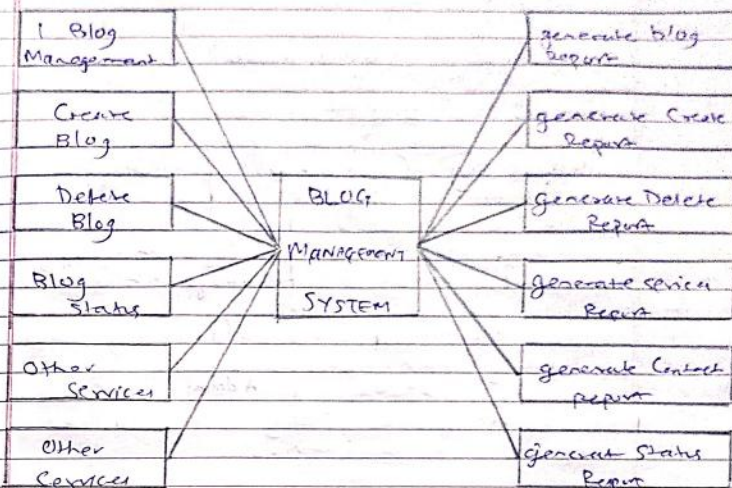 1 Blog
Management
Create
Blog
Delete
Blog
Blog
Status
Other
Services
Other
Services
BLOG
MANAGEMENT
SYSTEM
generate blog
Report
generate Create
Report
generate Delete
Report
generate service
Report
generate Contact
report
generate Status
Report